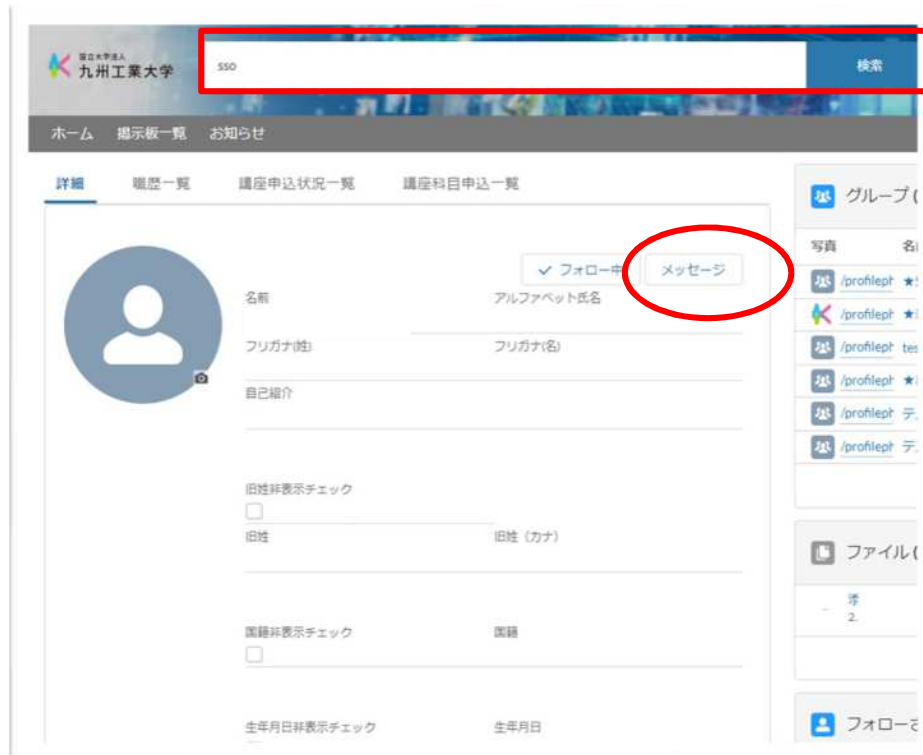 国立大学法人
九州工業大学
sso
検索
ホーム 掲示板一覧 お知らせ
詳細 職歴一覧 講座申込状況一覧 講座科目申込一覧
グループ (
写真
フォロー中 メッセージ
名前 アルファベット氏名
/profileph
/profileph
フリガナ(姓) フリガナ(名)
/profileph tes
/profileph
自己紹介
/profileph テ
/profileph テ
旧姓非表示チェック
旧姓 旧姓（カナ）
ファイル (
2.
国籍非表示チェック 国籍
生年月日非表示チェック 生年月日
フォロー